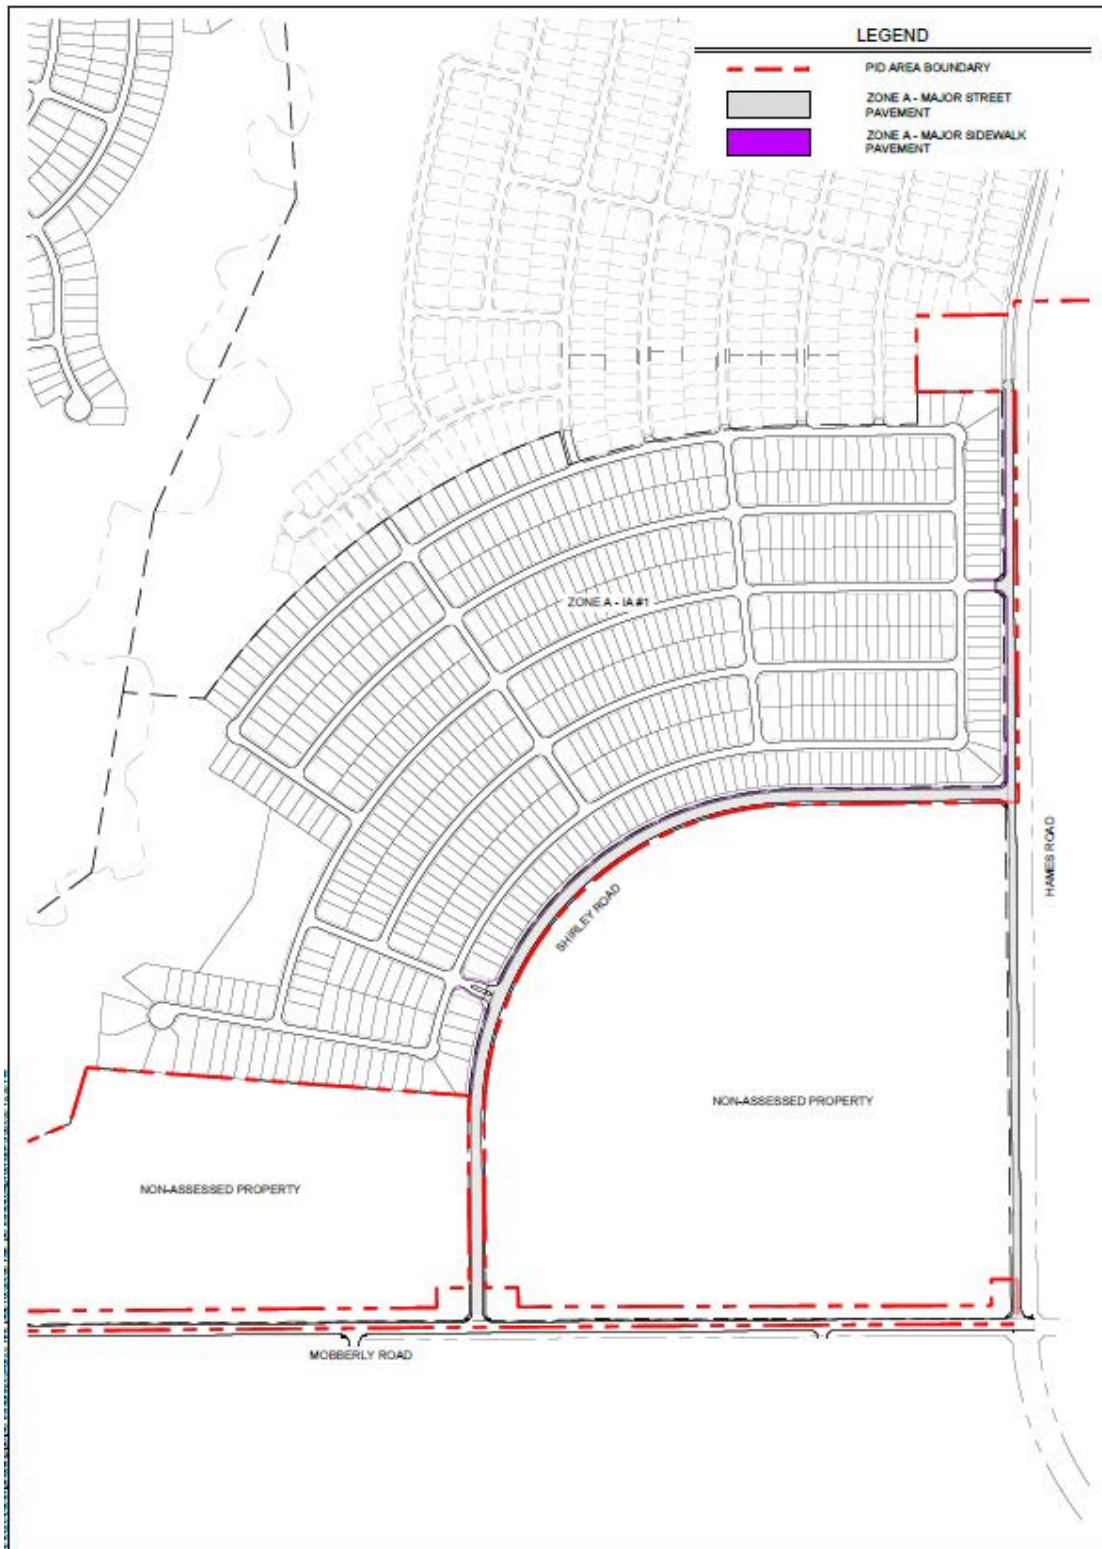 LEGEND
PID AREA BOUNDARY
ZONE A - MAJOR STREET
PAVEMENT
ZONE A - MAJOR SIDEWALK
PAVEMENT
ZONE A - IA #1
HAMES ROAD
SHIRLEY ROAD
NON-ASSESSED PROPERTY
NON-ASSESSED PROPERTY
MOBBERLY ROAD